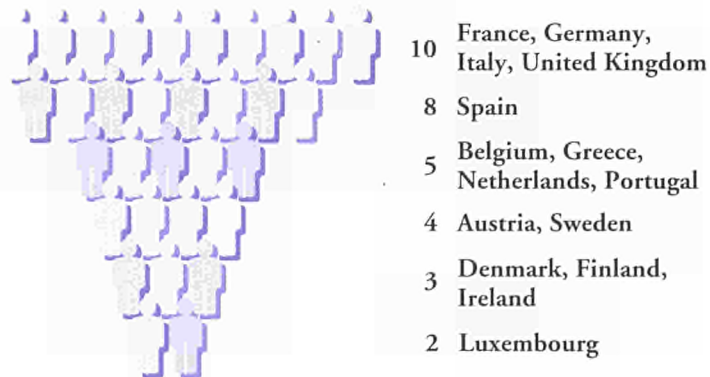 10 France, Germany,
Italy, United Kingdom
8 Spain
5 Belgium, Greece,
Netherlands, Portugal
4 Austria, Sweden
3 Denmark, Finland,
Ireland
2 Luxembourg